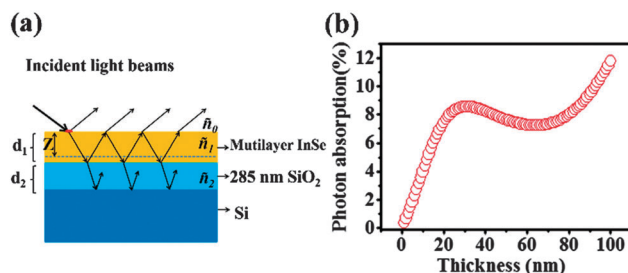 (a)
Incident light beams
ñ0
d1
Z
ñ1
Mutilayer InSe
d2
ñ2
285 nm SiO2
Si
(b)
Photon absorption(%)
12
10
8
6
4
2
0
0 20 40 60 80 100
Thickness (nm)